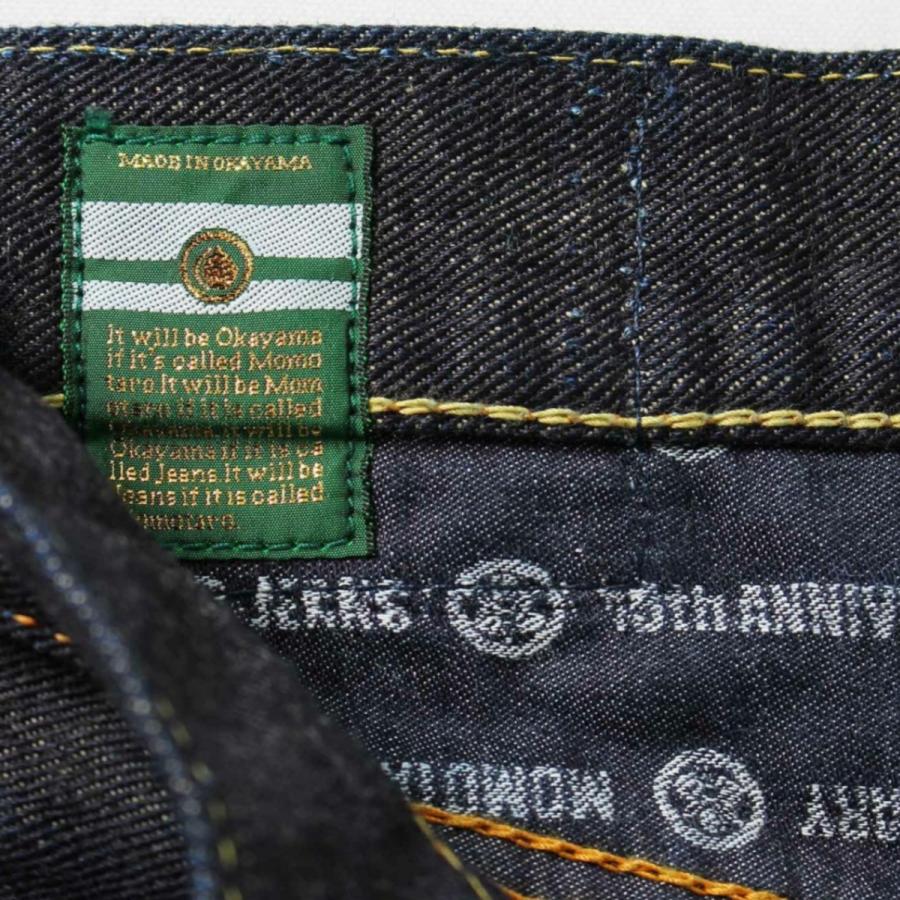 MADE IN OKAYAMA
It will be Okayama
if it's called Momo
taro.It will be Mom
otaro if it is called
Okayama.It will be
Okayama if it is ca
lled Jeans.It will be
Jeans if it is called
JEANS 15th ANNIV
MOMOTA
ARY